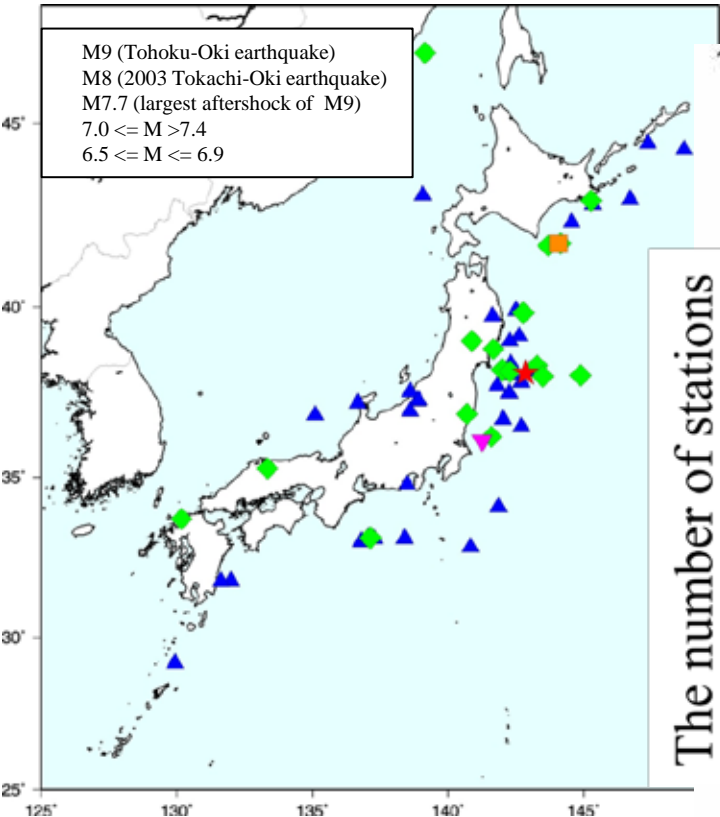 M9 (Tohoku-Oki earthquake)
M8 (2003 Tokachi-Oki earthquake)
M7.7 (largest aftershock of M9)
7.0 <= M >7.4
6.5 <= M <= 6.9
45˚
40˚
35˚
30˚
25˚
125˚ 130˚ 135˚ 140˚ 145˚
The number of stations